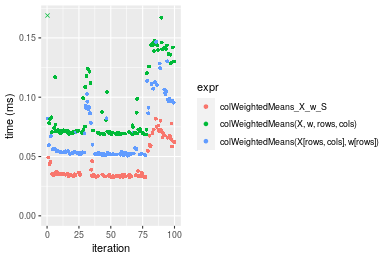 0.15
0.10
0.05
0.00
time (ms)
0
25
50
75
100
iteration
expr
colWeightedMeans_X_w_S
colWeightedMeans(X, w, rows, cols)
colWeightedMeans(X[rows, cols], w[rows])